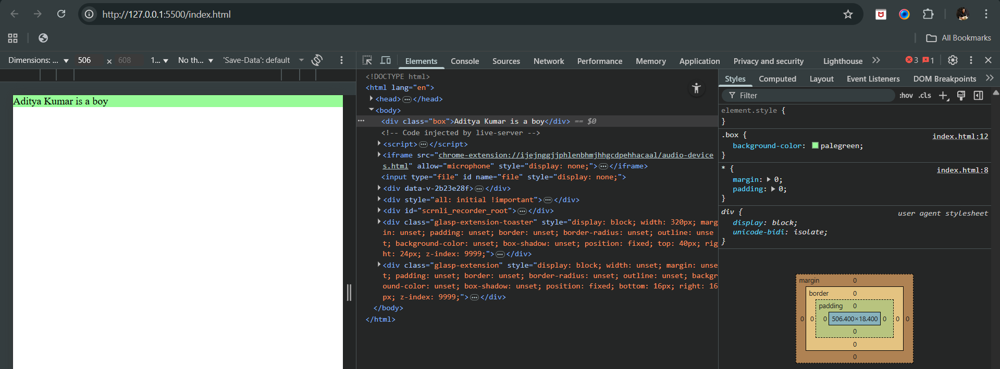 http://127.0.0.1:5500/index.html
All Bookmarks
Dimensions: ... 506 × 608 1... No th... 'Save-Data': default
Elements Console Sources Network Performance Memory Application Privacy and security Lighthouse 3 1
Aditya Kumar is a boy
<!DOCTYPE html>
<html lang="en">
<head>…</head>
<body>
<div class="box">Aditya Kumar is a boy</div> == $0
<!-- Code injected by live-server -->
<script>…</script>
<iframe src="chrome-extension://ijejnggjjphlenbhmjhhgcdpehhacaal/audio-device
s.html" allow="microphone" style="display: none;">…</iframe>
<input type="file" id name="file" style="display: none;">
<div data-v-2b23e28f>…</div>
<div style="all: initial !important">…</div>
<div id="scrnli_recorder_root">…</div>
<div class="glasp-extension-toaster" style="display: block; width: 320px; marg
in: unset; padding: unset; border: unset; border-radius: unset; outline: unse
t; background-color: unset; box-shadow: unset; position: fixed; top: 40px; rig
ht: 24px; z-index: 9999;">…</div>
<div class="glasp-extension" style="display: block; width: unset; margin: unse
t; padding: unset; border: unset; border-radius: unset; outline: unset; backgr
ound-color: unset; box-shadow: unset; position: fixed; bottom: 16px; right: 16
px; z-index: 9999;">…</div>
</body>
</html>
Styles Computed Layout Event Listeners DOM Breakpoints
Filter :hov .cls
element.style {
}
.box { index.html:12
background-color: palegreen;
}
* { index.html:8
margin: 0;
padding: 0;
}
div { user agent stylesheet
display: block;
unicode-bidi: isolate;
}
margin 0
border 0
padding 0
0 0 0 506.400×18.400 0 0 0
0
0
0